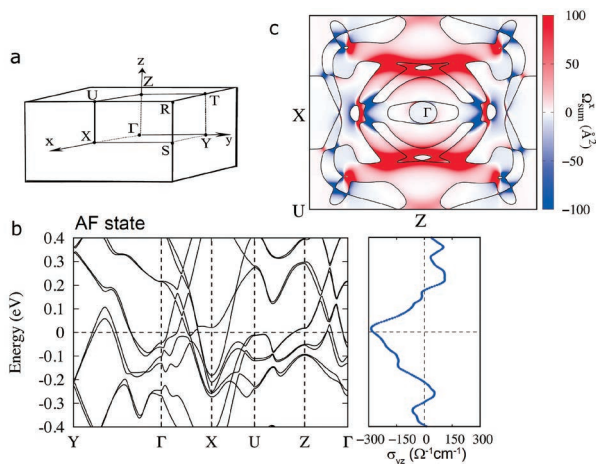 a
z
Z
U
T
R
Γ
X
x
S
Y
y
c
X
Γ
U
Z
100
50
0
−50
−100
Ωˣsum (Å²)
b
AF state
Energy (eV)
0.4
0.3
0.2
0.1
0
-0.1
-0.2
-0.3
-0.4
Y Γ X U Z Γ
−300 −150 0 150 300
σyz (Ω⁻¹cm⁻¹)